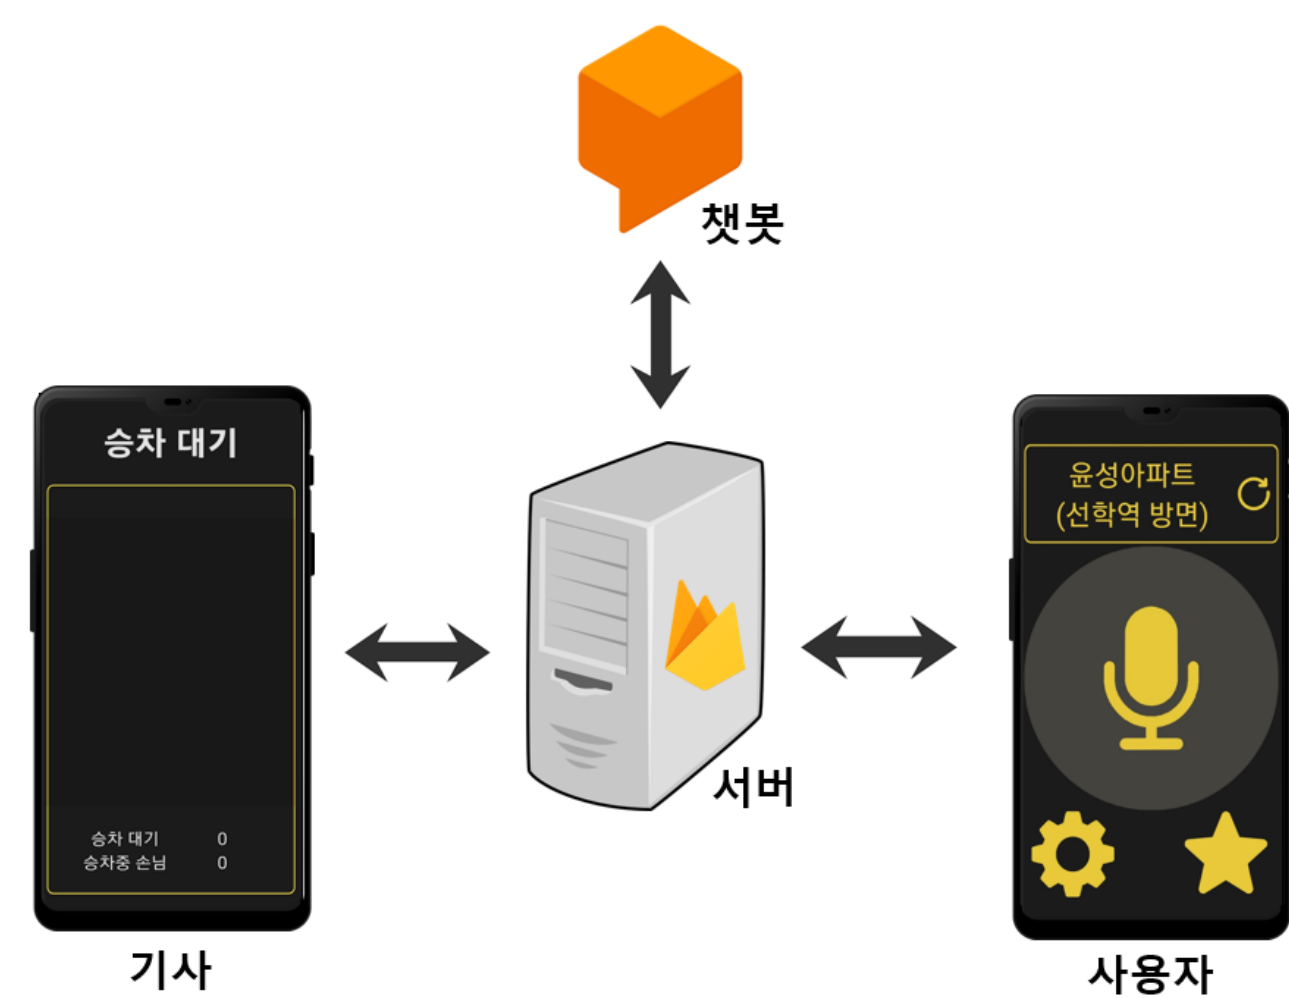 챗봇
승차 대기
승차 대기 0
승차중 손님 0
기사
서버
윤성아파트
(선학역 방면)
사용자